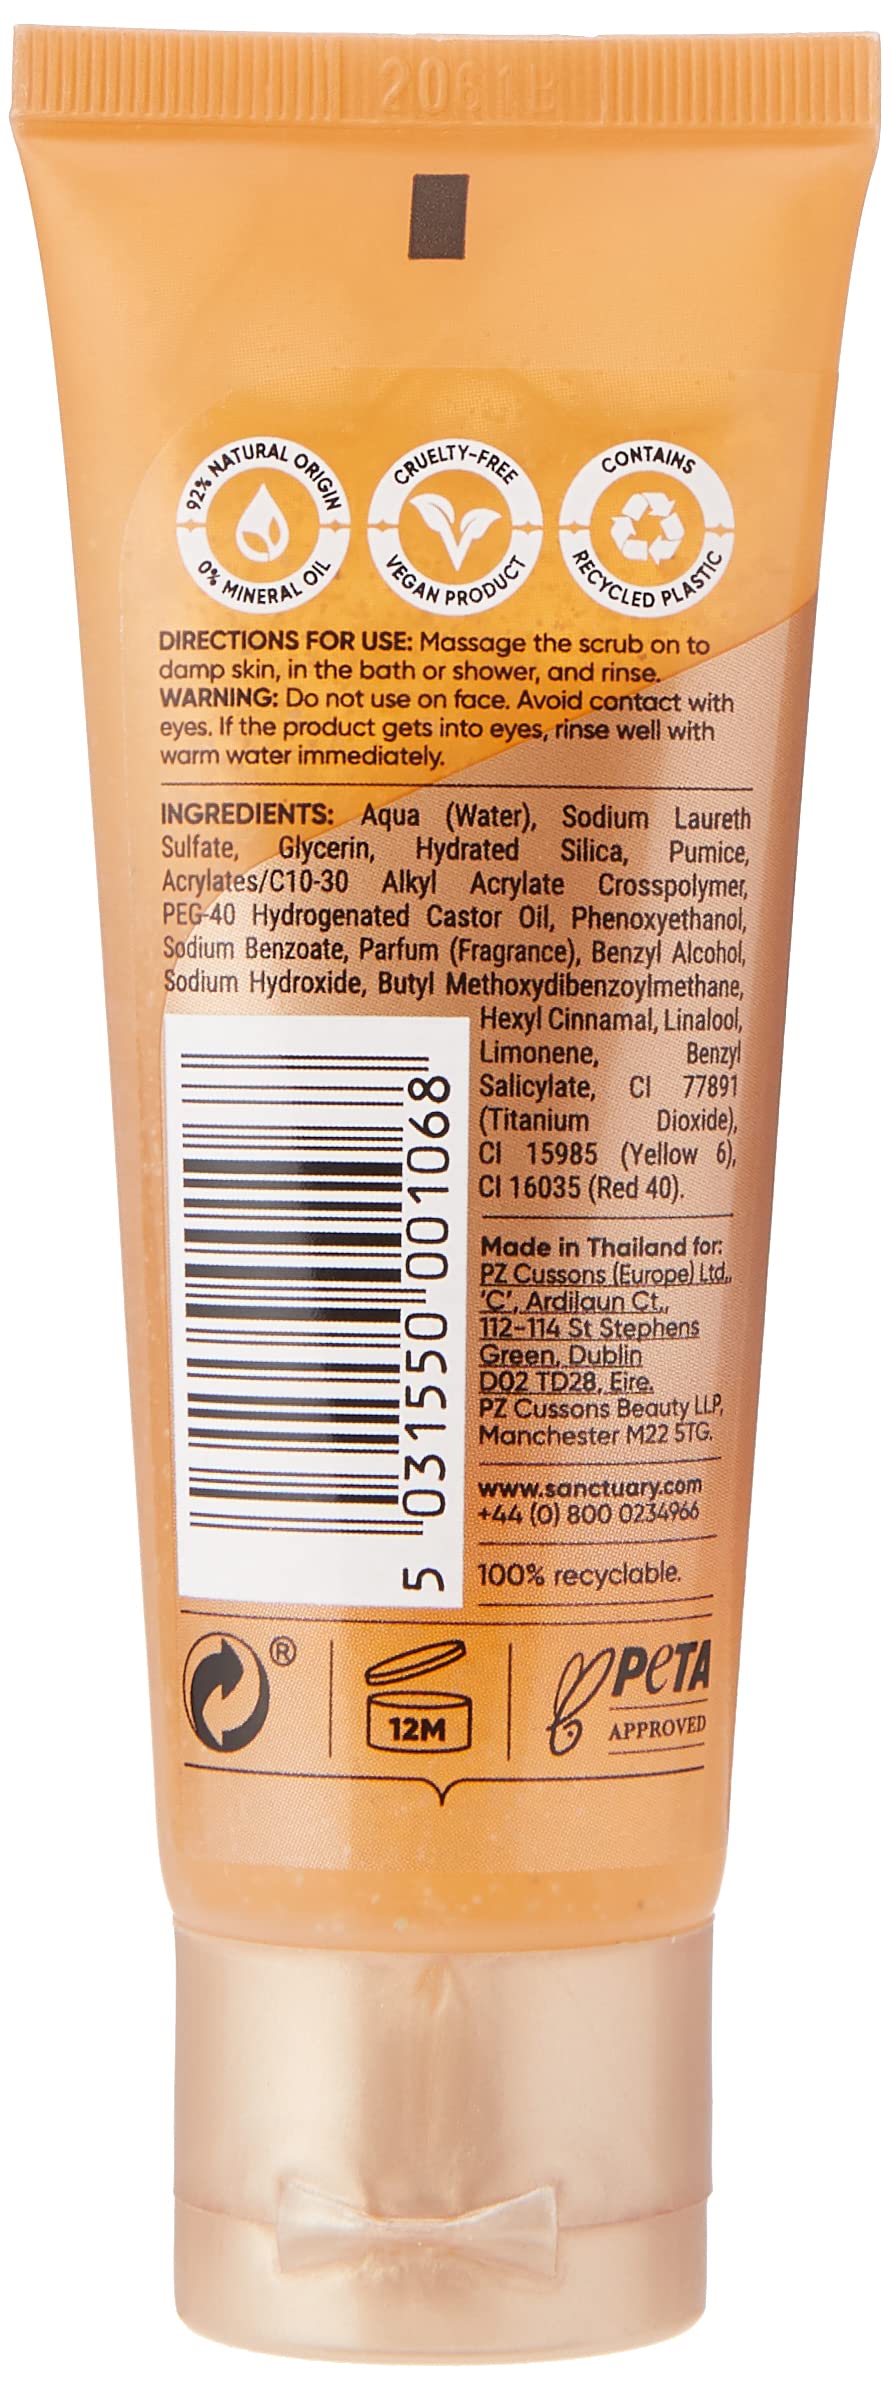 2061B
92% NATURAL ORIGIN
0% MINERAL OIL
CRUELTY-FREE
VEGAN PRODUCT
CONTAINS
RECYCLED PLASTIC
DIRECTIONS FOR USE: Massage the scrub on to
damp skin, in the bath or shower, and rinse.
WARNING: Do not use on face. Avoid contact with
eyes. If the product gets into eyes, rinse well with
warm water immediately.
INGREDIENTS: Aqua (Water), Sodium Laureth
Sulfate, Glycerin, Hydrated Silica, Pumice,
Acrylates/C10-30 Alkyl Acrylate Crosspolymer,
PEG-40 Hydrogenated Castor Oil, Phenoxyethanol,
Sodium Benzoate, Parfum (Fragrance), Benzyl Alcohol,
Sodium Hydroxide, Butyl Methoxydibenzoylmethane,
Hexyl Cinnamal, Linalool,
Limonene, Benzyl
Salicylate, CI 77891
(Titanium Dioxide),
CI 15985 (Yellow 6),
CI 16035 (Red 40).
5 031550 001068
Made in Thailand for:
PZ Cussons (Europe) Ltd.,
'C', Ardilaun Ct.,
112-114 St Stephens
Green, Dublin
D02 TD28, Eire.
PZ Cussons Beauty LLP,
Manchester M22 5TG.
www.sanctuary.com
+44 (0) 800 0234966
100% recyclable.
®
12M
PETA
APPROVED